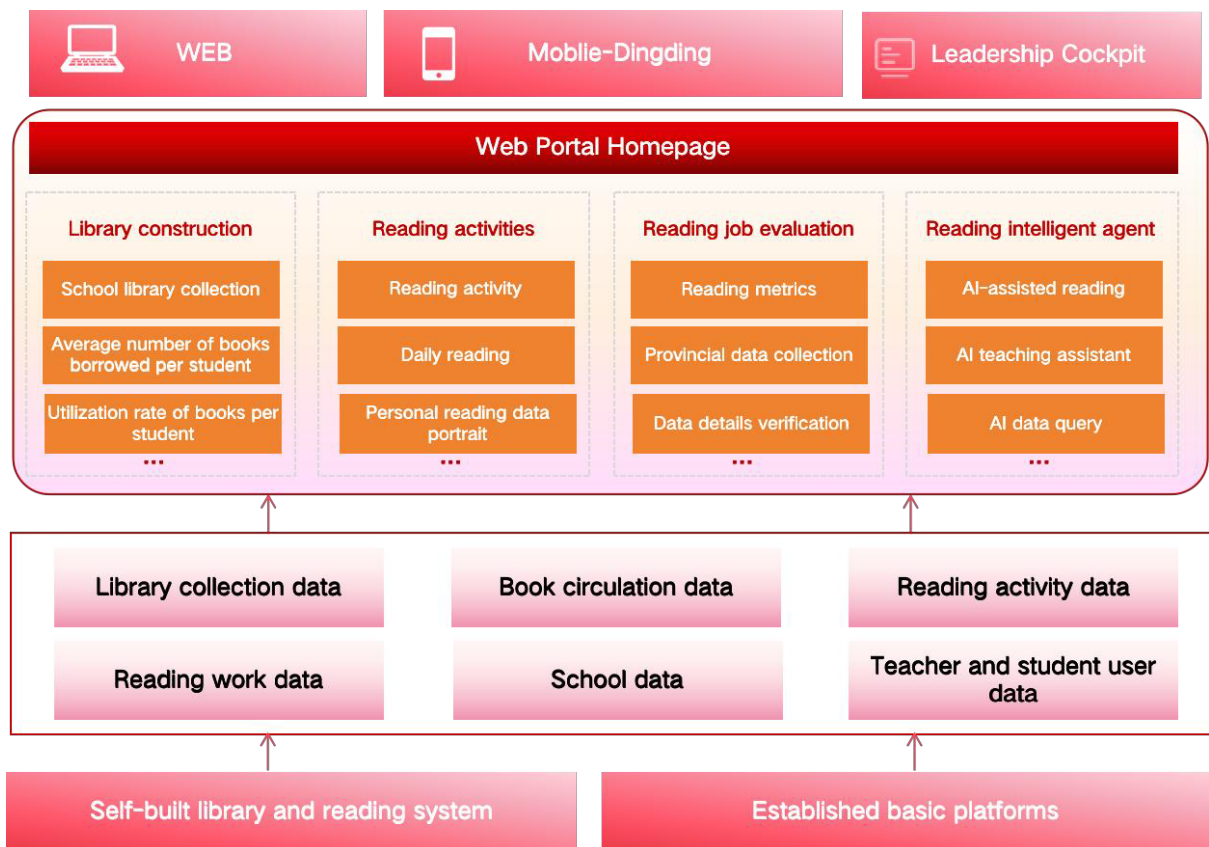 WEB
Moblie-Dingding
Leadership Cockpit
Web Portal Homepage
Library construction
School library collection
Average number of books
borrowed per student
Utilization rate of books per
student
...
Reading activities
Reading activity
Daily reading
Personal reading data
portrait
...
Reading job evaluation
Reading metrics
Provincial data collection
Data details verification
...
Reading intelligent agent
AI-assisted reading
AI teaching assistant
AI data query
...
Library collection data
Book circulation data
Reading activity data
Reading work data
School data
Teacher and student user
data
Self-built library and reading system
Established basic platforms